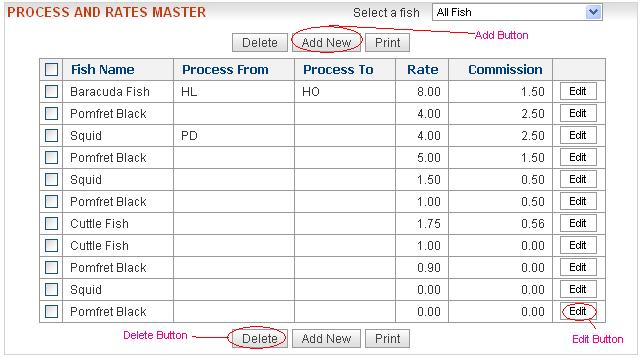 PROCESS AND RATES MASTER Select a fish All Fish
Add Button
Delete Add New Print
Fish Name Process From Process To Rate Commission
Baracuda Fish HL HO 8.00 1.50 Edit
Pomfret Black 4.00 2.50 Edit
Squid PD 4.00 2.50 Edit
Pomfret Black 5.00 1.50 Edit
Squid 1.50 0.50 Edit
Pomfret Black 1.00 0.50 Edit
Cuttle Fish 1.75 0.56 Edit
Cuttle Fish 1.00 0.00 Edit
Pomfret Black 0.90 0.00 Edit
Squid 0.00 0.00 Edit
Pomfret Black 0.00 0.00 Edit
Delete Button Delete Add New Print Edit Button